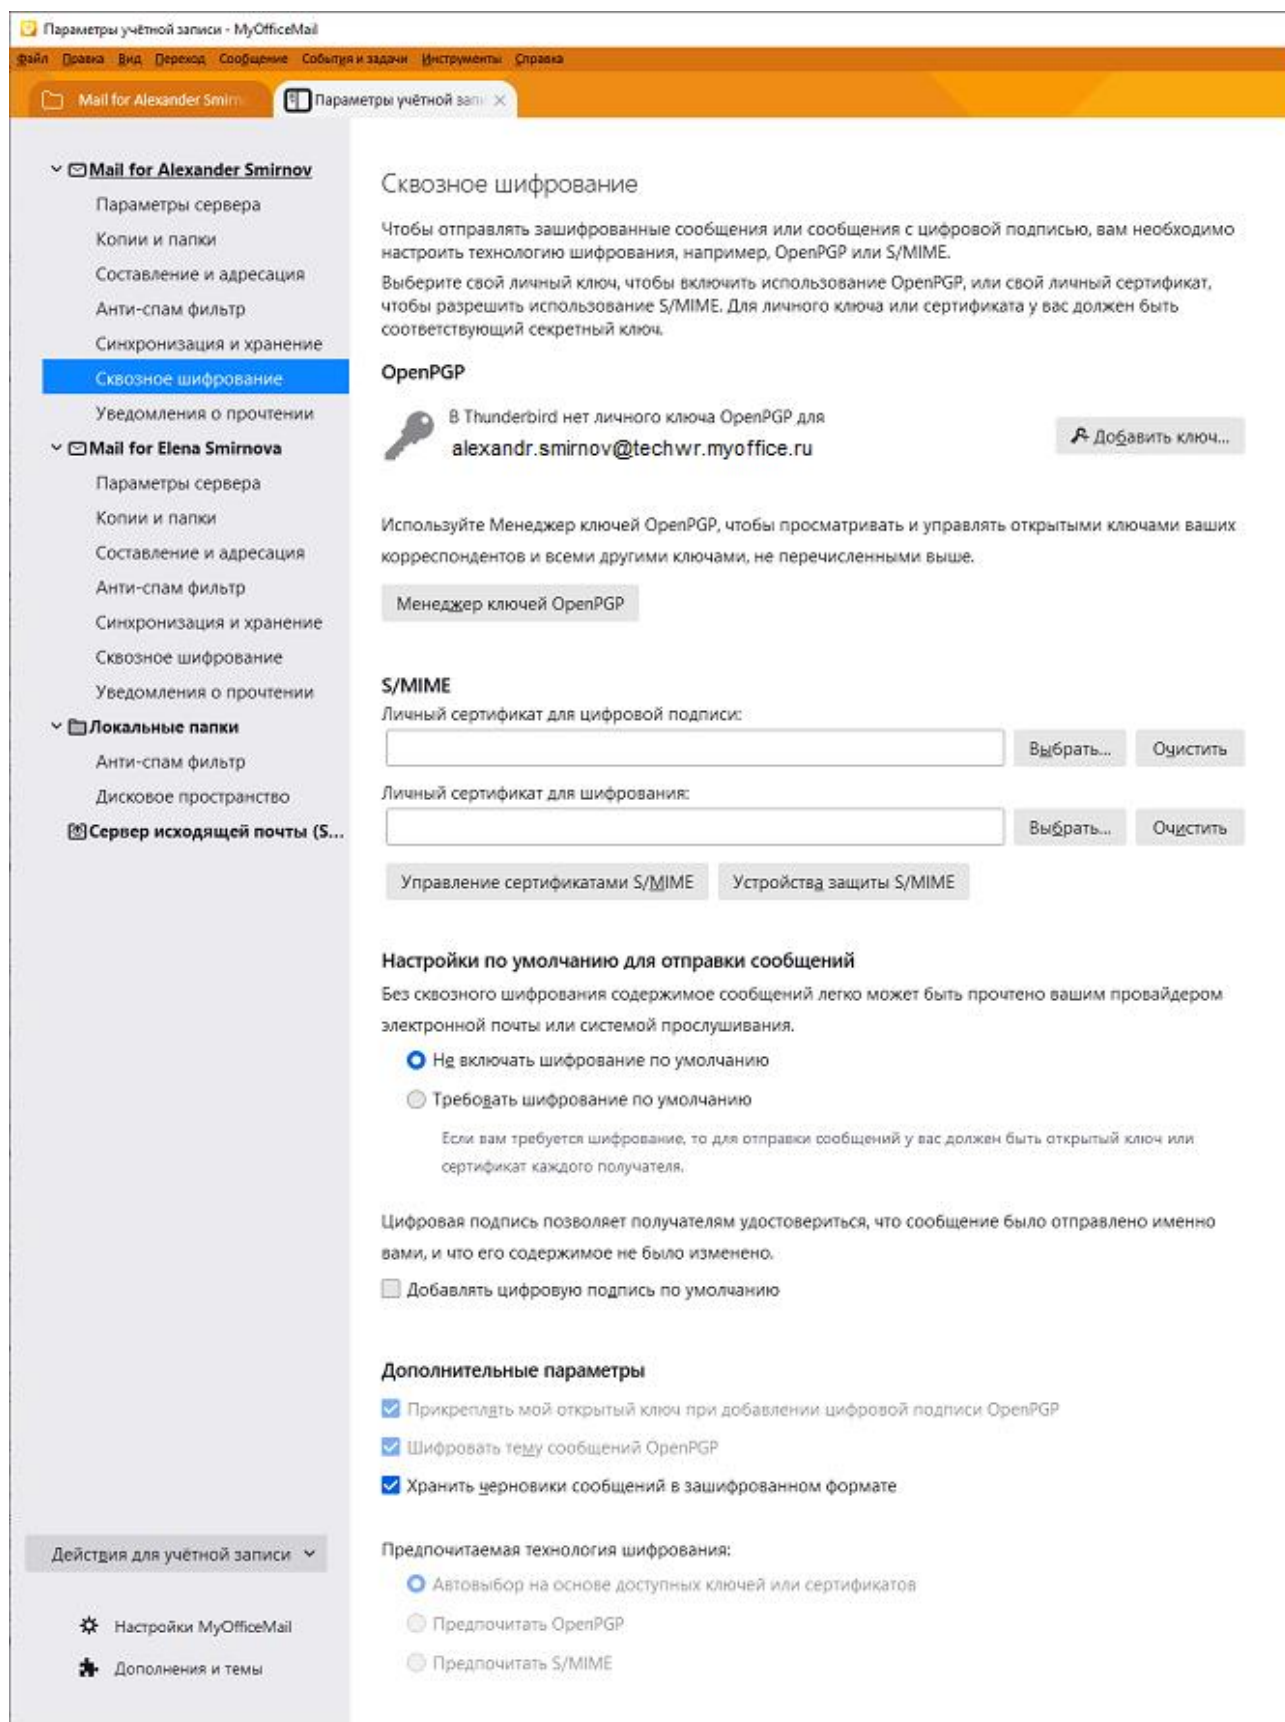 Параметры учётной записи - MyOfficeMail
Файл Правка Вид Переход Сообщение События и задачи Инструменты Справка
Mail for Alexander Smirn
Параметры учётной запи
Mail for Alexander Smirnov
Параметры сервера
Копии и папки
Составление и адресация
Анти-спам фильтр
Синхронизация и хранение
Сквозное шифрование
Уведомления о прочтении
Mail for Elena Smirnova
Параметры сервера
Копии и папки
Составление и адресация
Анти-спам фильтр
Синхронизация и хранение
Сквозное шифрование
Уведомления о прочтении
Локальные папки
Анти-спам фильтр
Дисковое пространство
Сервер исходящей почты (S...
Действия для учётной записи
Настройки MyOfficeMail
Дополнения и темы
Сквозное шифрование
Чтобы отправлять зашифрованные сообщения или сообщения с цифровой подписью, вам необходимо
настроить технологию шифрования, например, OpenPGP или S/MIME.
Выберите свой личный ключ, чтобы включить использование OpenPGP, или свой личный сертификат,
чтобы разрешить использование S/MIME. Для личного ключа или сертификата у вас должен быть
соответствующий секретный ключ.
OpenPGP
В Thunderbird нет личного ключа OpenPGP для
alexandr.smirnov@techwr.myoffice.ru
Добавить ключ...
Используйте Менеджер ключей OpenPGP, чтобы просматривать и управлять открытыми ключами ваших
корреспондентов и всеми другими ключами, не перечисленными выше.
Менеджер ключей OpenPGP
S/MIME
Личный сертификат для цифровой подписи:
Выбрать... Очистить
Личный сертификат для шифрования:
Выбрать... Очистить
Управление сертификатами S/MIME Устройства защиты S/MIME
Настройки по умолчанию для отправки сообщений
Без сквозного шифрования содержимое сообщений легко может быть прочтено вашим провайдером
электронной почты или системой прослушивания.
Не включать шифрование по умолчанию
Требовать шифрование по умолчанию
Если вам требуется шифрование, то для отправки сообщений у вас должен быть открытый ключ или
сертификат каждого получателя.
Цифровая подпись позволяет получателям удостовериться, что сообщение было отправлено именно
вами, и что его содержимое не было изменено.
Добавлять цифровую подпись по умолчанию
Дополнительные параметры
Прикреплять мой открытый ключ при добавлении цифровой подписи OpenPGP
Шифровать тему сообщений OpenPGP
Хранить черновики сообщений в зашифрованном формате
Предпочитаемая технология шифрования:
Автовыбор на основе доступных ключей или сертификатов
Предпочитать OpenPGP
Предпочитать S/MIME